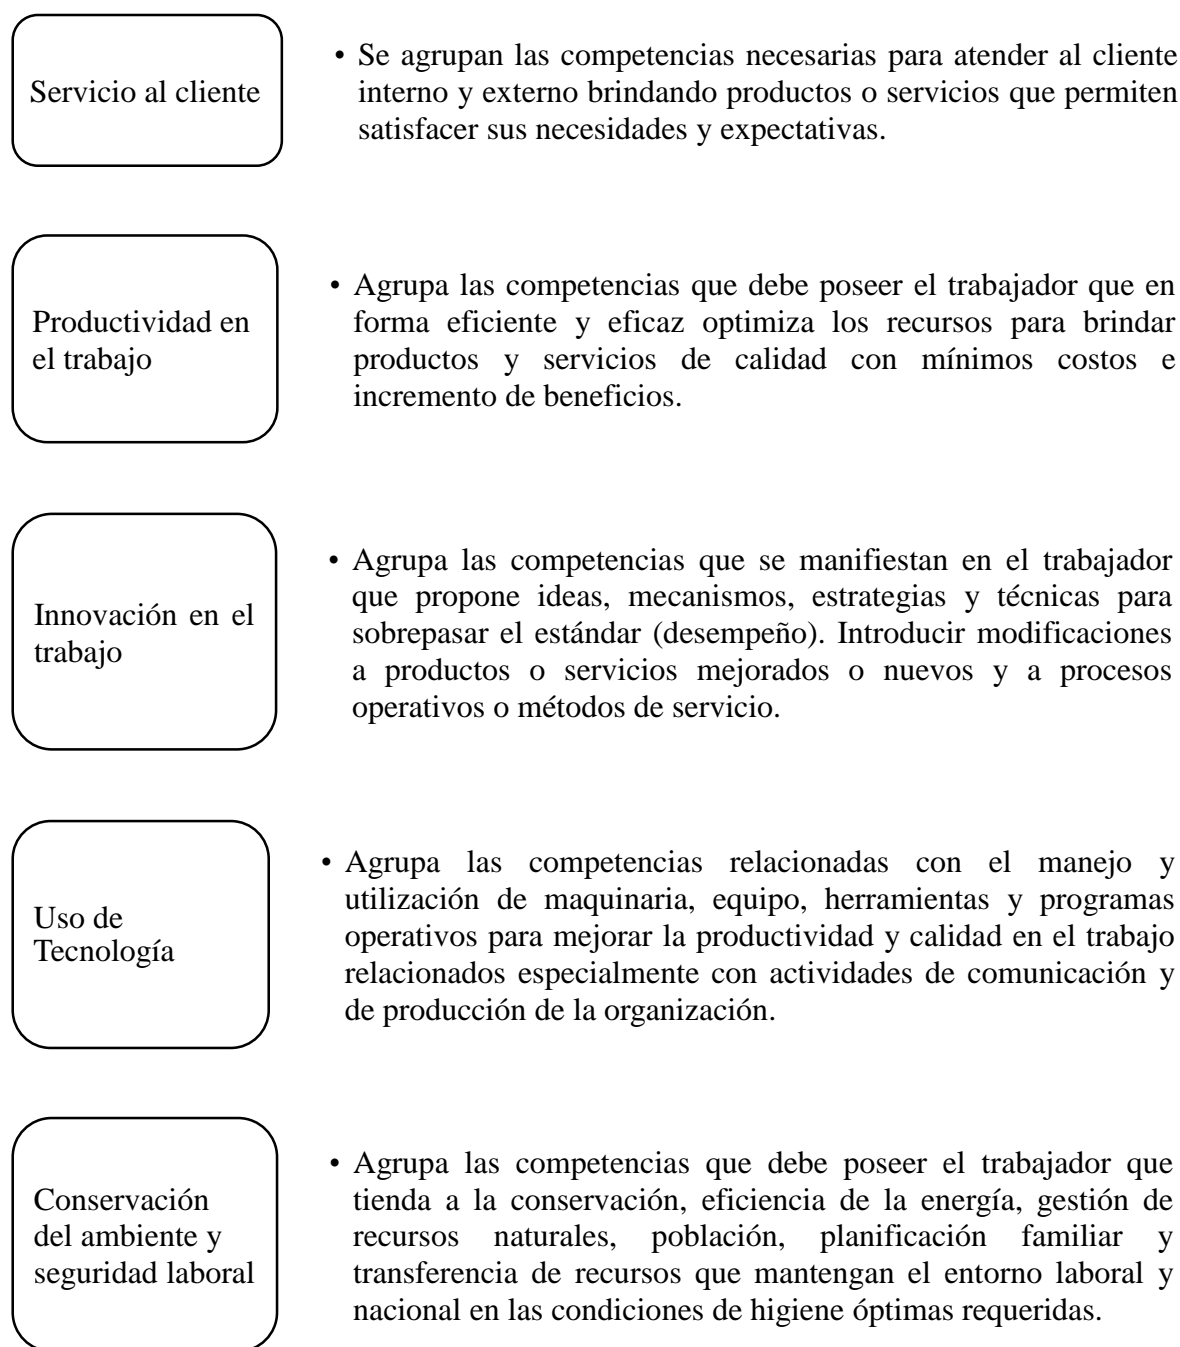 Servicio al cliente
• Se agrupan las competencias necesarias para atender al cliente
interno y externo brindando productos o servicios que permiten
satisfacer sus necesidades y expectativas.
Productividad en
el trabajo
• Agrupa las competencias que debe poseer el trabajador que en
forma eficiente y eficaz optimiza los recursos para brindar
productos y servicios de calidad con mínimos costos e
incremento de beneficios.
Innovación en el
trabajo
• Agrupa las competencias que se manifiestan en el trabajador
que propone ideas, mecanismos, estrategias y técnicas para
sobrepasar el estándar (desempeño). Introducir modificaciones
a productos o servicios mejorados o nuevos y a procesos
operativos o métodos de servicio.
Uso de
Tecnología
• Agrupa las competencias relacionadas con el manejo y
utilización de maquinaria, equipo, herramientas y programas
operativos para mejorar la productividad y calidad en el trabajo
relacionados especialmente con actividades de comunicación y
de producción de la organización.
Conservación
del ambiente y
seguridad laboral
• Agrupa las competencias que debe poseer el trabajador que
tienda a la conservación, eficiencia de la energía, gestión de
recursos naturales, población, planificación familiar y
transferencia de recursos que mantengan el entorno laboral y
nacional en las condiciones de higiene óptimas requeridas.